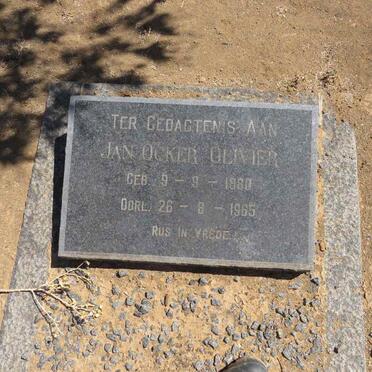 TER GEDAGTENIS AAN
JAN OCKER OLIVIER
GEB. 9 - 9 - 1880
OORL. 26 - 8 - 1965
RUS IN VREDE